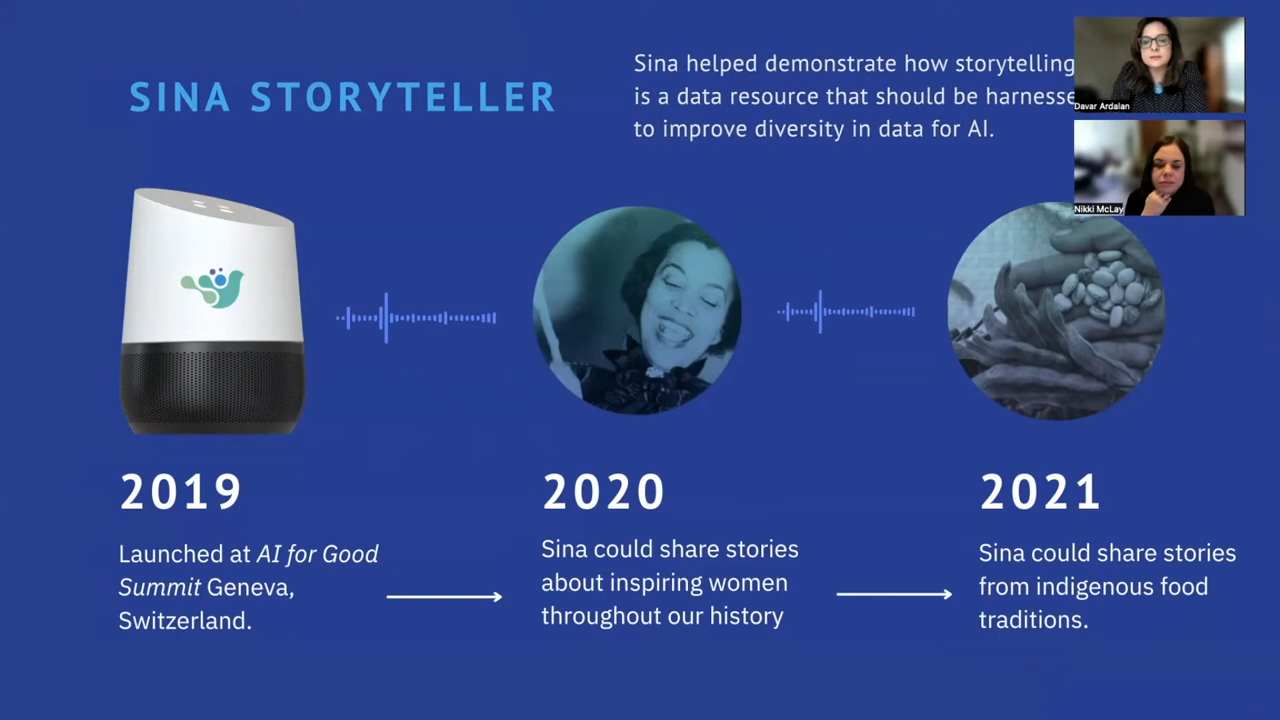 SINA STORYTELLER
Sina helped demonstrate how storytelling
is a data resource that should be harnesse
to improve diversity in data for AI.
Davar Ardalan
Nikki McLay
2019
Launched at AI for Good
Summit Geneva,
Switzerland.
2020
Sina could share stories
about inspiring women
throughout our history
2021
Sina could share stories
from indigenous food
traditions.